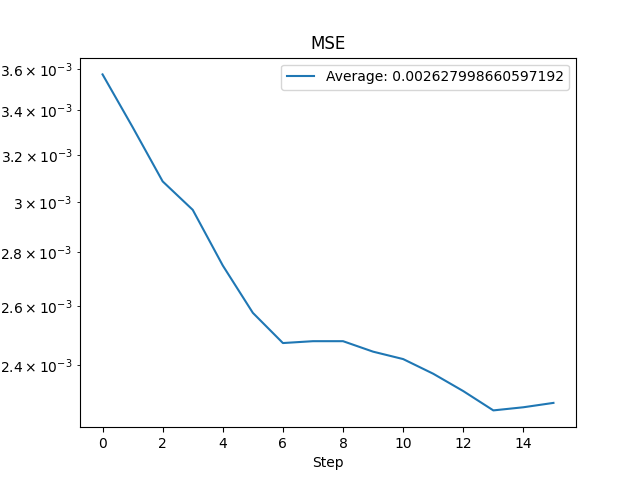 MSE
Average: 0.002627998660597192
3.6 × 10⁻³
3.4 × 10⁻³
3.2 × 10⁻³
3 × 10⁻³
2.8 × 10⁻³
2.6 × 10⁻³
2.4 × 10⁻³
0 2 4 6 8 10 12 14
Step